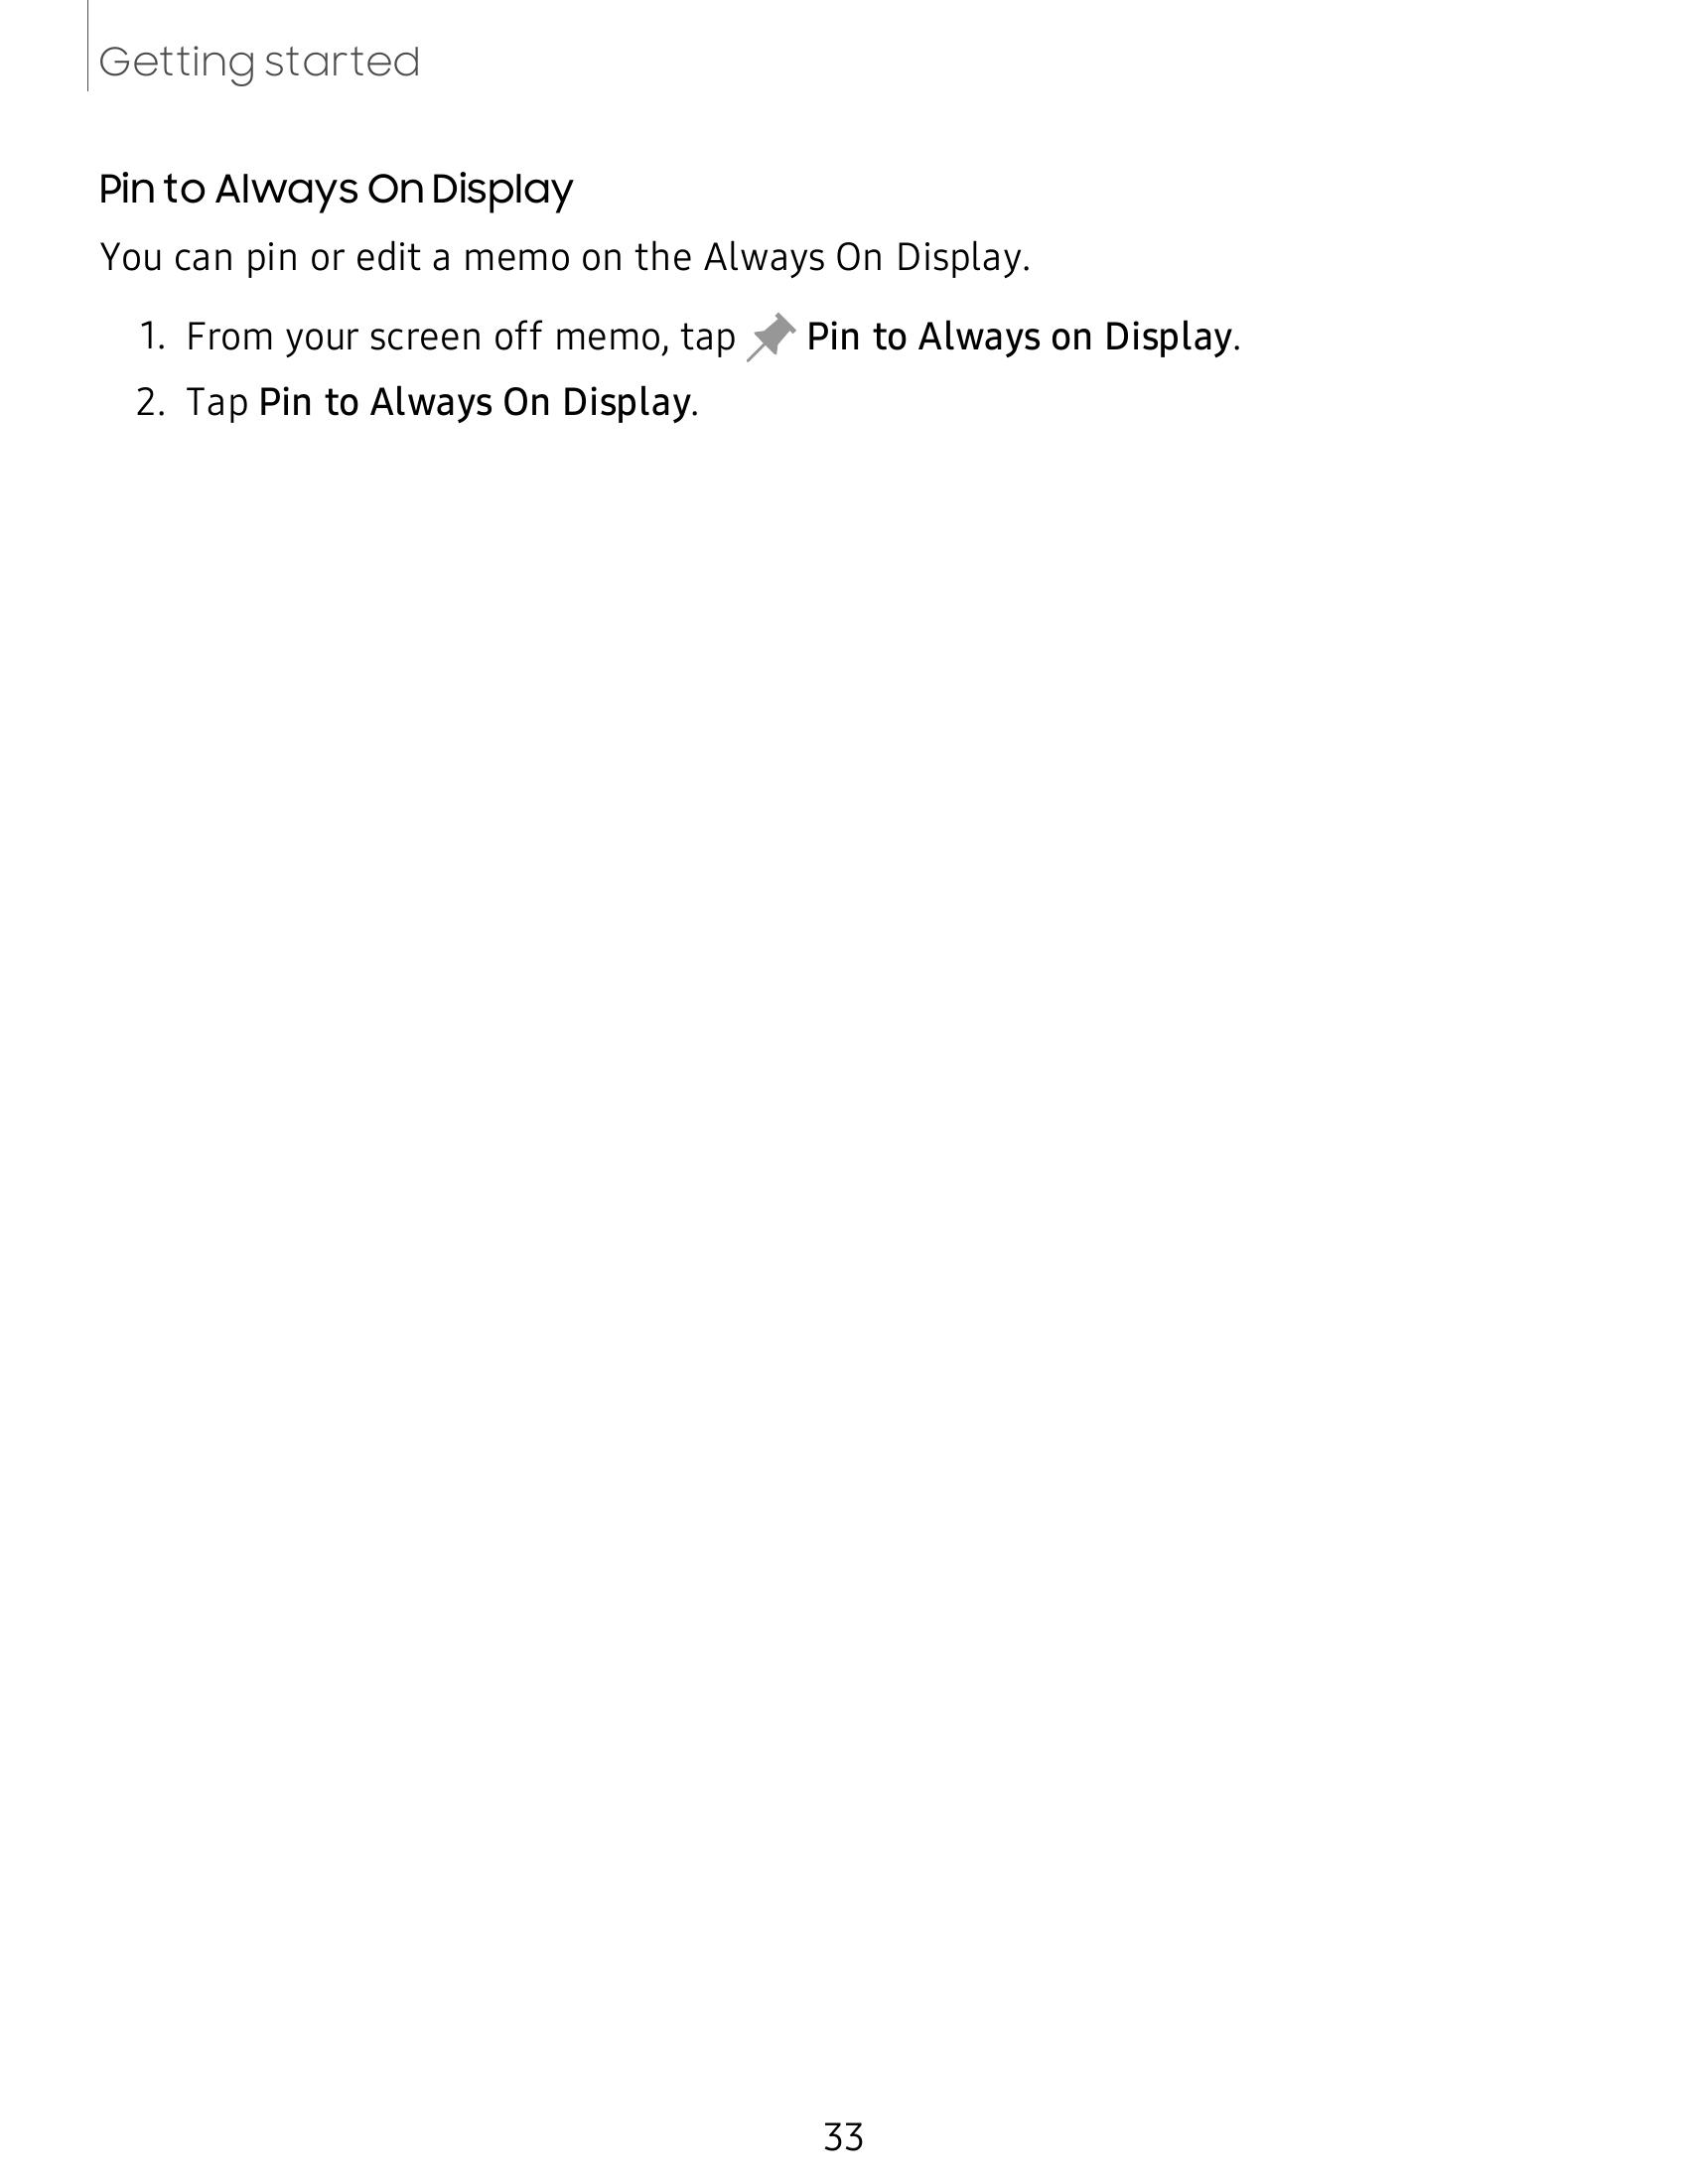 Getting started
Pin to Always On Display
You can pin or edit a memo on the Always On Display.
1. From your screen off memo, tap Pin to Always on Display.
2. Tap Pin to Always On Display.
33